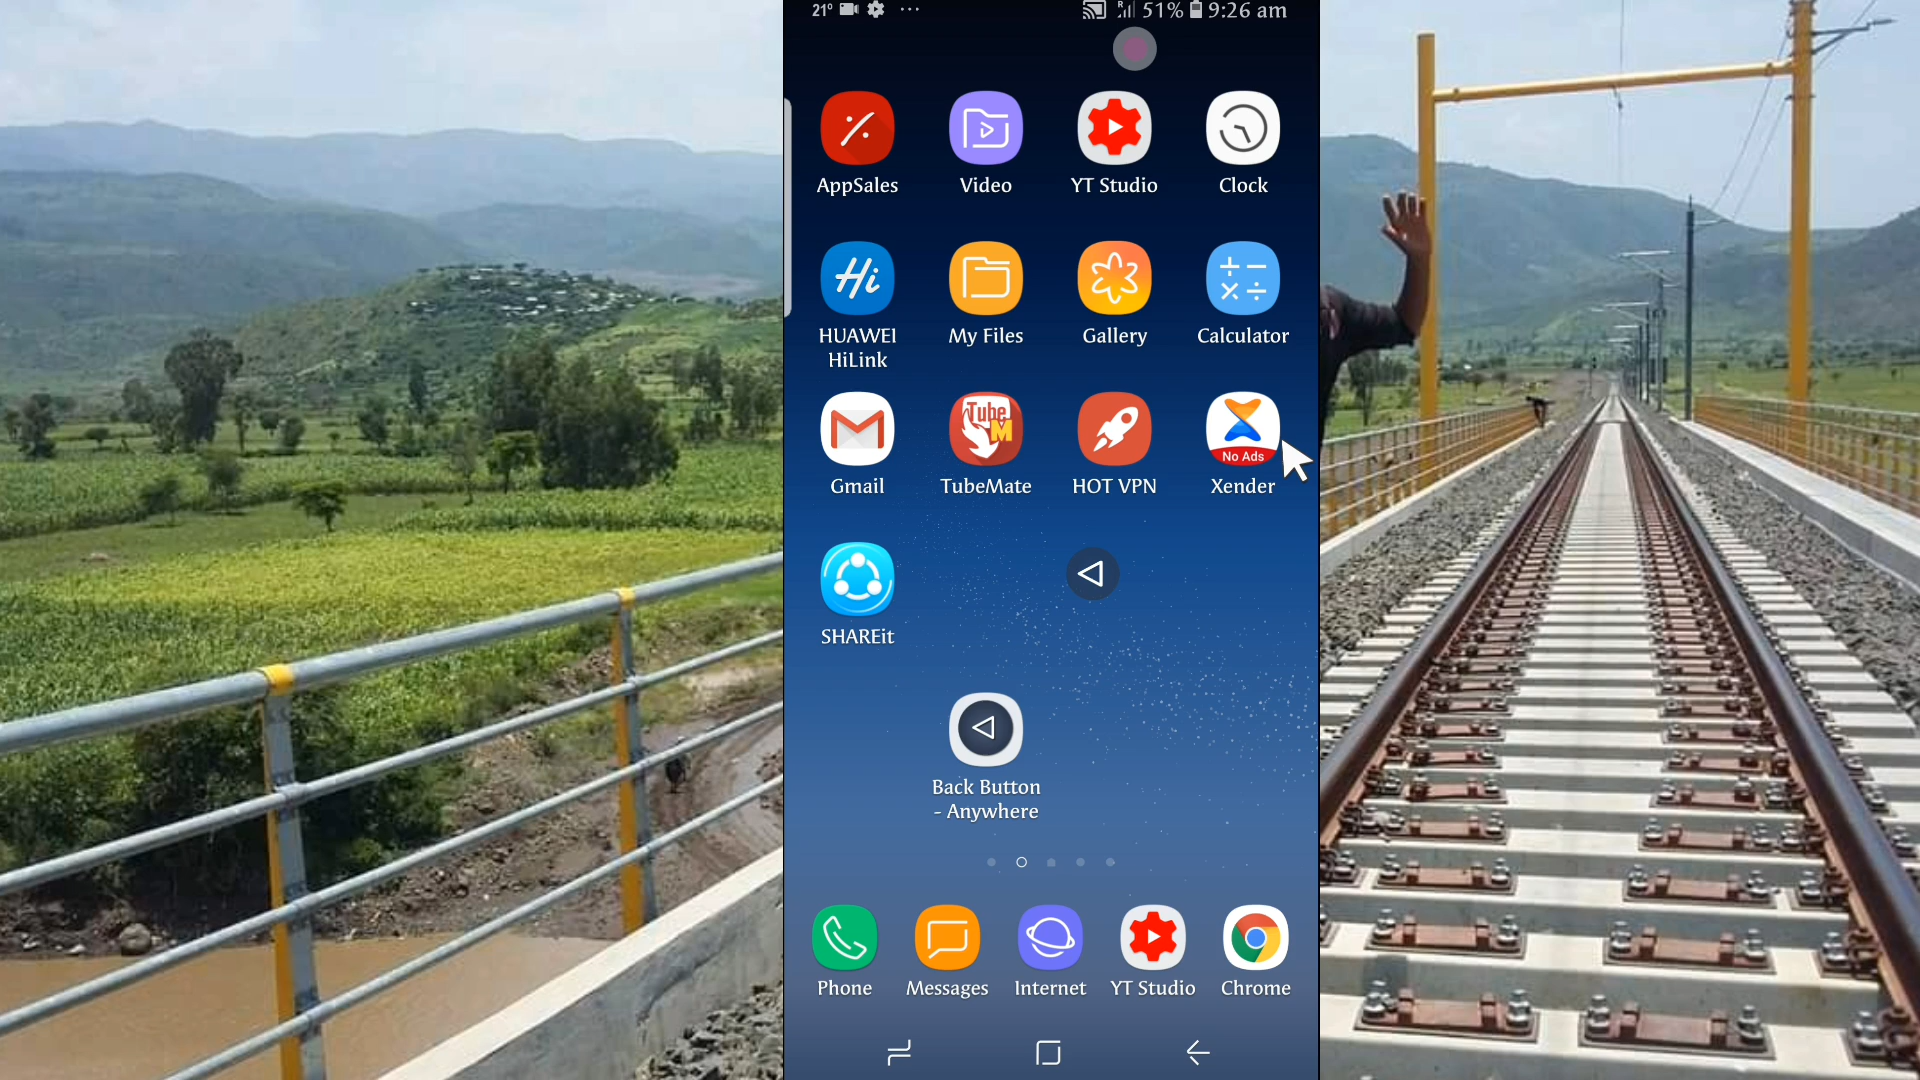 21° ... 51% 9:26 am
AppSales Video YT Studio Clock
HUAWEI HiLink My Files Gallery Calculator
Tube M No Ads
Gmail TubeMate HOT VPN Xender
SHAREit
Back Button
- Anywhere
Phone Messages Internet YT Studio Chrome